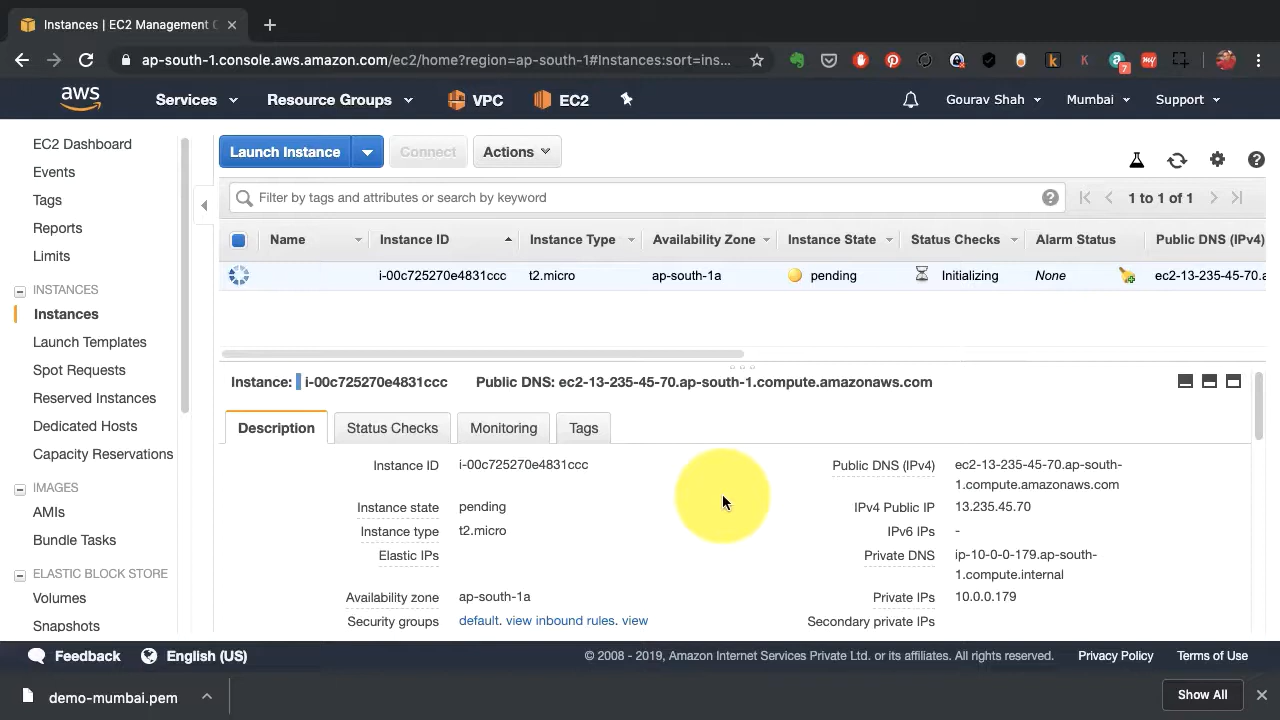 Instances | EC2 Management C
ap-south-1.console.aws.amazon.com/ec2/home?region=ap-south-1#Instances:sort=ins...
7
aws
Services
Resource Groups
VPC
EC2
Gourav Shah
Mumbai
Support
EC2 Dashboard
Events
Tags
Reports
Limits
INSTANCES
Instances
Launch Templates
Spot Requests
Reserved Instances
Dedicated Hosts
Capacity Reservations
IMAGES
AMIs
Bundle Tasks
ELASTIC BLOCK STORE
Volumes
Snapshots
Launch Instance
Connect
Actions
Filter by tags and attributes or search by keyword
1 to 1 of 1
Name Instance ID Instance Type Availability Zone Instance State Status Checks Alarm Status Public DNS (IPv4)
i-00c725270e4831ccc t2.micro ap-south-1a pending Initializing None ec2-13-235-45-70.a
Instance: i-00c725270e4831ccc Public DNS: ec2-13-235-45-70.ap-south-1.compute.amazonaws.com
Description
Status Checks
Monitoring
Tags
Instance ID i-00c725270e4831ccc
Instance state pending
Instance type t2.micro
Elastic IPs
Availability zone ap-south-1a
Security groups default. view inbound rules. view
Public DNS (IPv4) ec2-13-235-45-70.ap-south-
1.compute.amazonaws.com
IPv4 Public IP 13.235.45.70
IPv6 IPs -
Private DNS ip-10-0-0-179.ap-south-
1.compute.internal
Private IPs 10.0.0.179
Secondary private IPs
Feedback
English (US)
© 2008 - 2019, Amazon Internet Services Private Ltd. or its affiliates. All rights reserved.
Privacy Policy
Terms of Use
demo-mumbai.pem
Show All